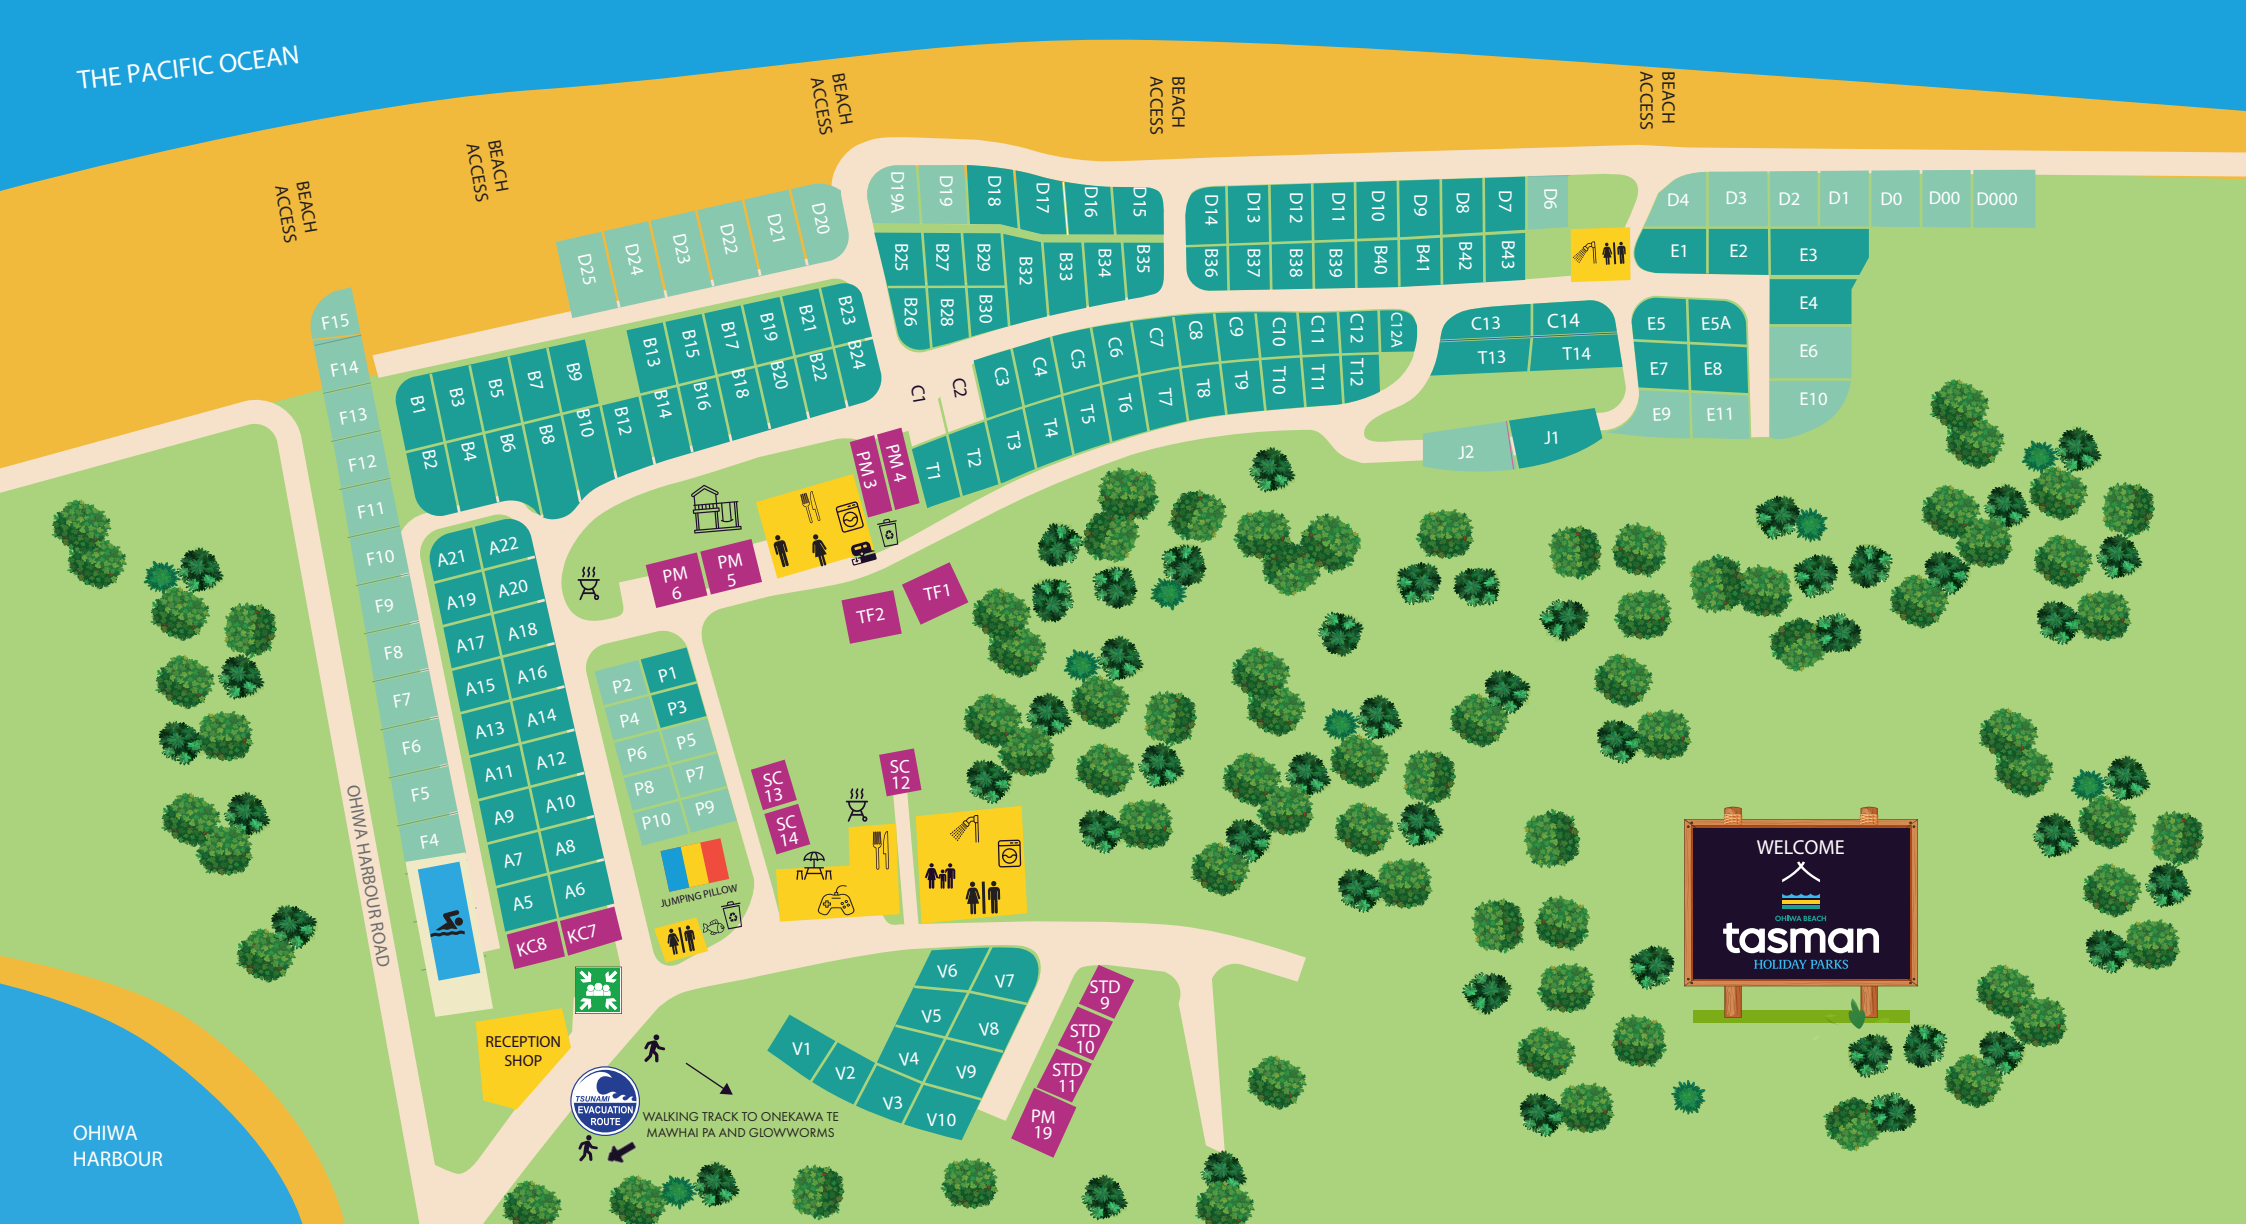 THE PACIFIC OCEAN
BEACH
ACCESS
BEACH
ACCESS
BEACH
ACCESS
BEACH
ACCESS
BEACH
ACCESS
D25
D24
D23
D22
D21
D20
D19A
D19
D18
D17
D16
D15
D14
D13
D12
D11
D10
D9
D8
D7
D6
D4
D3
D2
D1
D0
D00
D000
B25
B27
B29
B32
B33
B34
B35
B26
B28
B30
B36
B37
B38
B39
B40
B41
B42
B43
E1
E2
E3
E4
E5
E5A
E6
E7
E8
E9
E11
E10
F15
F14
F13
F12
F11
F10
F9
F8
F7
F6
F5
F4
B1
B3
B5
B7
B9
B13
B15
B17
B19
B21
B23
B2
B4
B6
B8
B10
B12
B14
B16
B18
B20
B22
B24
C1
C2
C3
C4
C5
C6
C7
C8
C9
C10
C11
C12
C12A
C13
C14
T13
T14
T1
T2
T3
T4
T5
T6
T7
T8
T9
T10
T11
T12
J2
J1
PM 3
PM 4
PM
5
PM
6
TF2
TF1
A21
A22
A19
A20
A17
A18
A15
A16
A13
A14
A11
A12
A9
A10
A7
A8
A5
A6
KC8
KC7
P2
P1
P4
P3
P6
P5
P8
P7
P10
P9
JUMPING PILLOW
SC
13
SC
14
SC
12
OHIWA HARBOUR ROAD
RECEPTION
SHOP
TSUNAMI
EVACUATION
ROUTE
WALKING TRACK TO ONEKAWA TE
MAWHAI PA AND GLOWWORMS
V1
V2
V3
V4
V5
V6
V7
V8
V9
V10
STD
9
STD
10
STD
11
PM
19
OHIWA
HARBOUR
WELCOME
OHIWA BEACH
tasman
HOLIDAY PARKS